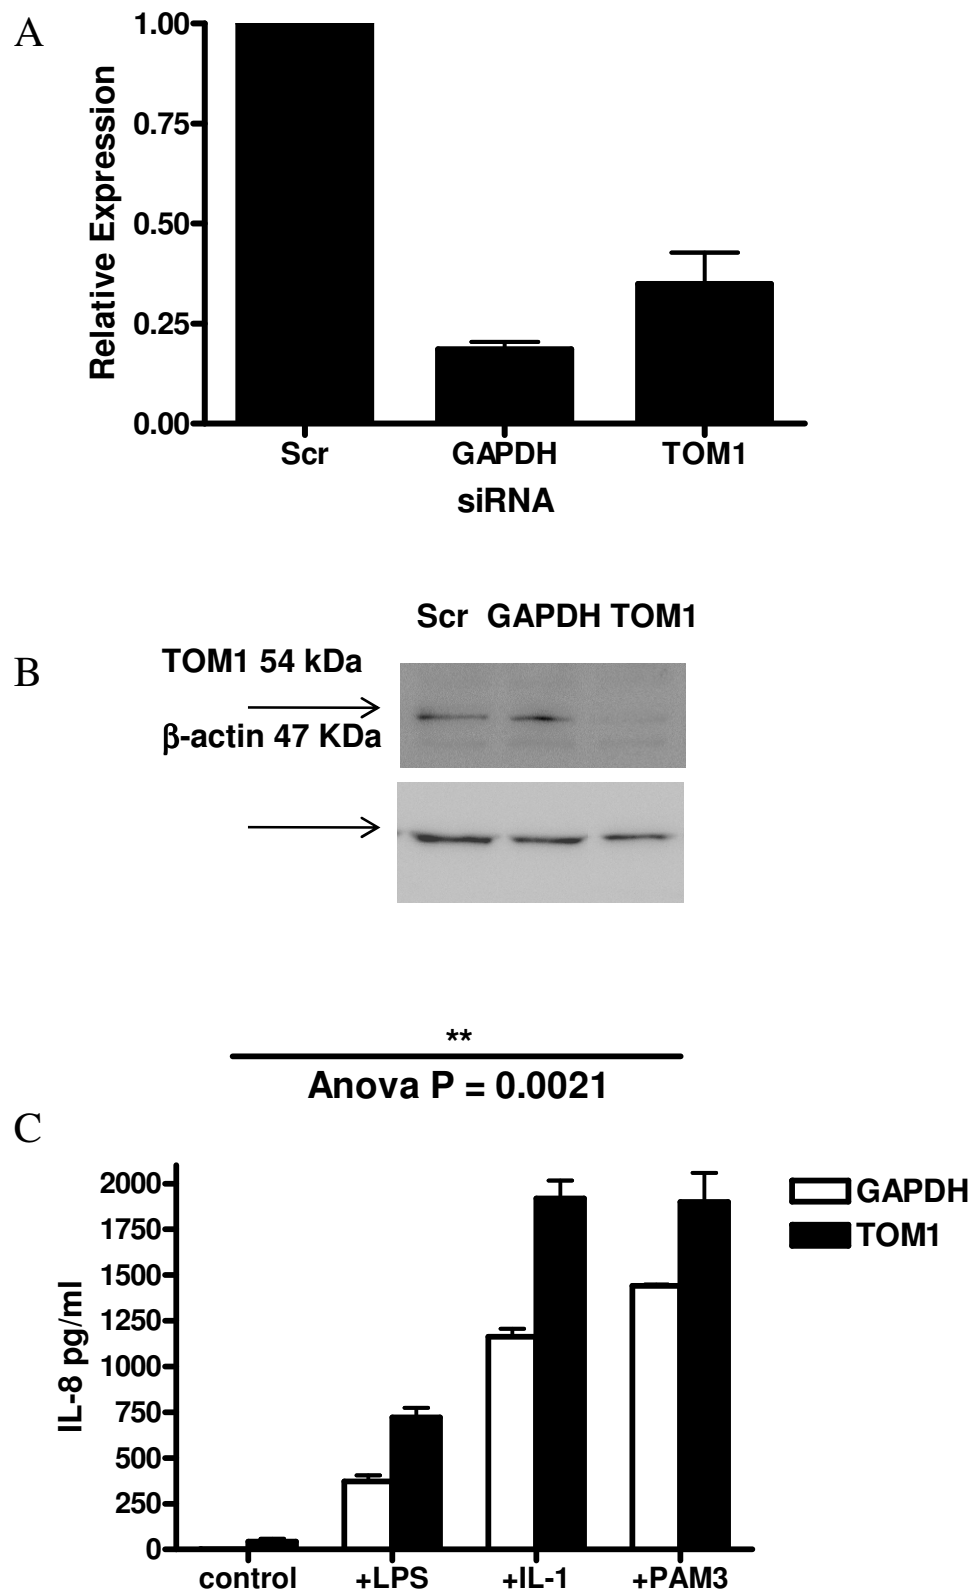 A
1.00
0.75
0.50
0.25
0.00
Relative Expression
Scr GAPDH TOM1
siRNA
Scr GAPDH TOM1
B
TOM1 54 kDa
β-actin 47 KDa
**
Anova P = 0.0021
C
2000
1750
1500
1250
1000
750
500
250
0
IL-8 pg/ml
GAPDH
TOM1
control +LPS +IL-1 +PAM3